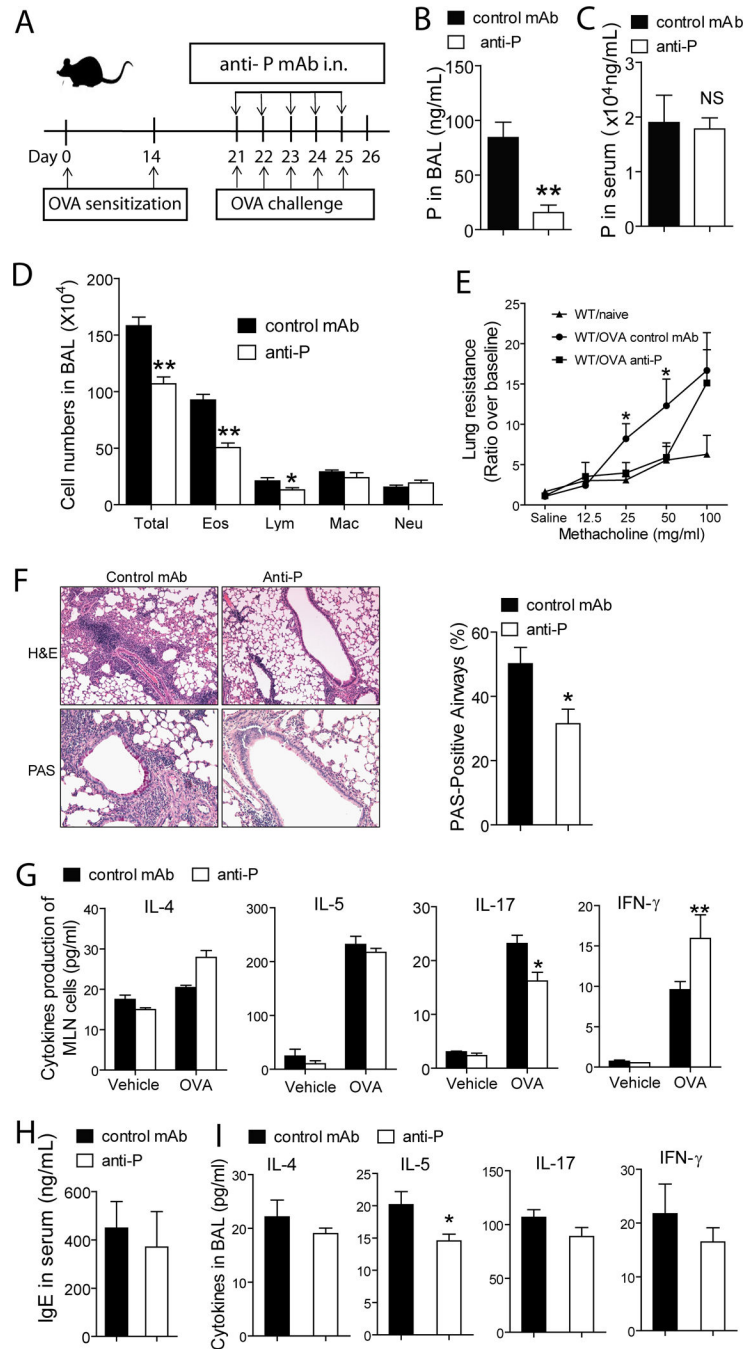 A
anti- P mAb i.n.
Day 0 14 21 22 23 24 25 26
OVA sensitization
OVA challenge
B
control mAb
anti-P
P in BAL (ng/mL)
150
100
50
0
**
C
control mAb
anti-P
P in serum (x10⁴ng/mL)
3
2
1
0
NS
D
Cell numbers in BAL (X10⁴)
200
150
100
50
0
control mAb
anti-P
**
**
*
Total Eos Lym Mac Neu
E
Lung resistance
(Ratio over baseline)
25
20
15
10
5
0
WT/naive
WT/OVA control mAb
WT/OVA anti-P
*
*
Saline 12.5 25 50 100
Methacholine (mg/ml)
F
Control mAb
Anti-P
H&E
PAS
control mAb
anti-P
PAS-Positive Airways (%)
60
40
20
0
*
G
control mAb
anti-P
Cytokines production of
MLN cells (pg/ml)
IL-4
40
30
20
10
0
Vehicle OVA
IL-5
300
200
100
0
Vehicle OVA
IL-17
30
20
10
0
*
Vehicle OVA
IFN-γ
20
15
10
5
0
**
Vehicle OVA
H
control mAb
anti-P
IgE in serum (ng/mL)
600
400
200
0
I
control mAb
anti-P
Cytokines in BAL (pg/ml)
IL-4
30
20
10
0
IL-5
25
20
15
10
5
0
*
IL-17
150
100
50
0
IFN-γ
30
20
10
0